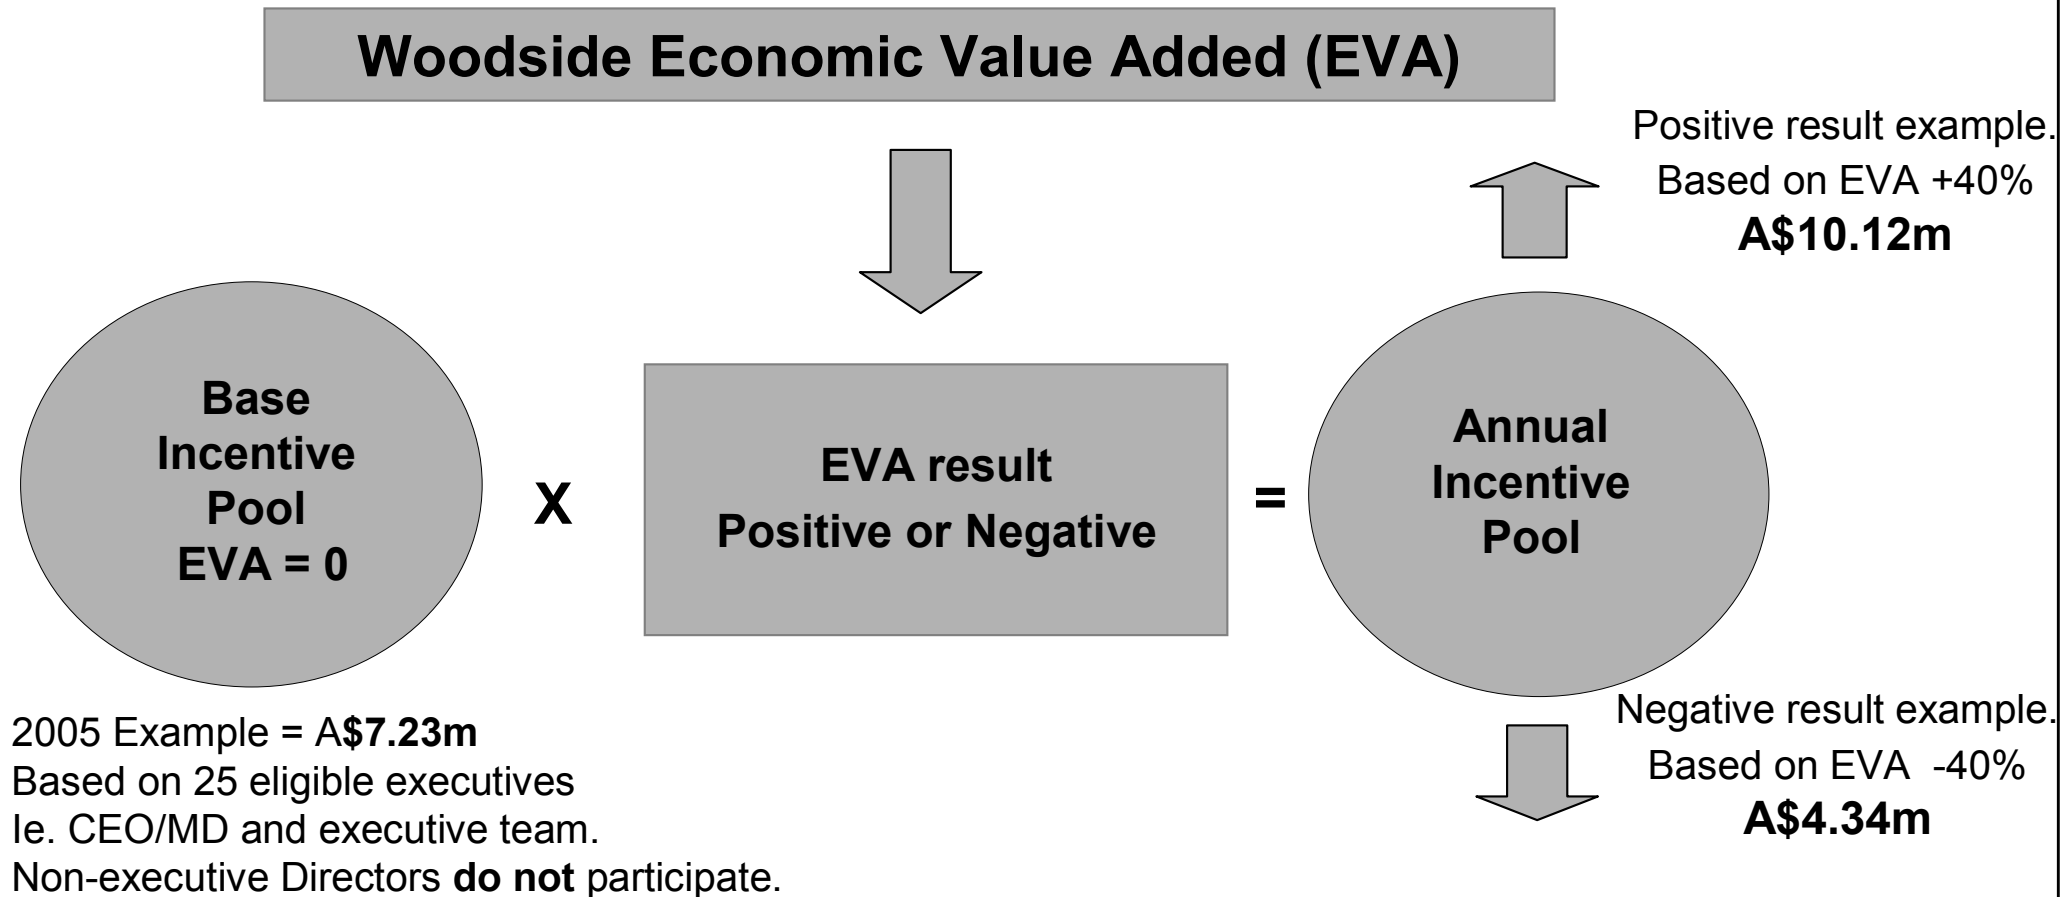 Woodside Economic Value Added (EVA)
Positive result example.
Based on EVA +40%
A$10.12m
Base
Incentive
Pool
EVA = 0
X
EVA result
Positive or Negative
=
Annual
Incentive
Pool
2005 Example = A$7.23m
Based on 25 eligible executives
Ie. CEO/MD and executive team.
Non-executive Directors do not participate.
Negative result example.
Based on EVA -40%
A$4.34m